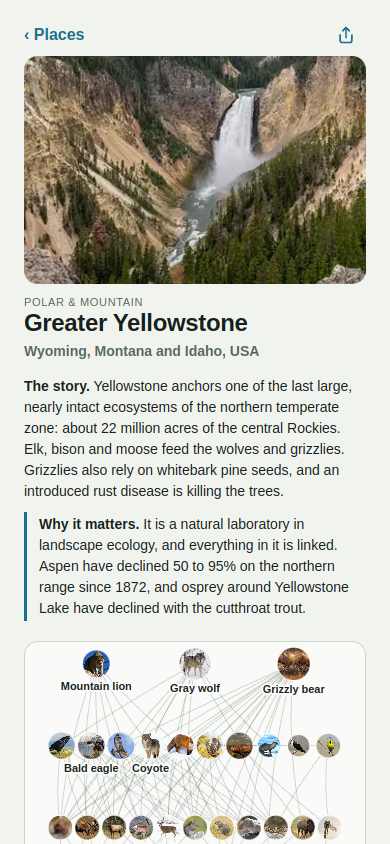 ‹ Places
POLAR & MOUNTAIN
Greater Yellowstone
Wyoming, Montana and Idaho, USA
The story. Yellowstone anchors one of the last large,
nearly intact ecosystems of the northern temperate
zone: about 22 million acres of the central Rockies.
Elk, bison and moose feed the wolves and grizzlies.
Grizzlies also rely on whitebark pine seeds, and an
introduced rust disease is killing the trees.
Why it matters. It is a natural laboratory in
landscape ecology, and everything in it is linked.
Aspen have declined 50 to 95% on the northern
range since 1872, and osprey around Yellowstone
Lake have declined with the cutthroat trout.
Mountain lion
Gray wolf
Grizzly bear
Bald eagle
Coyote